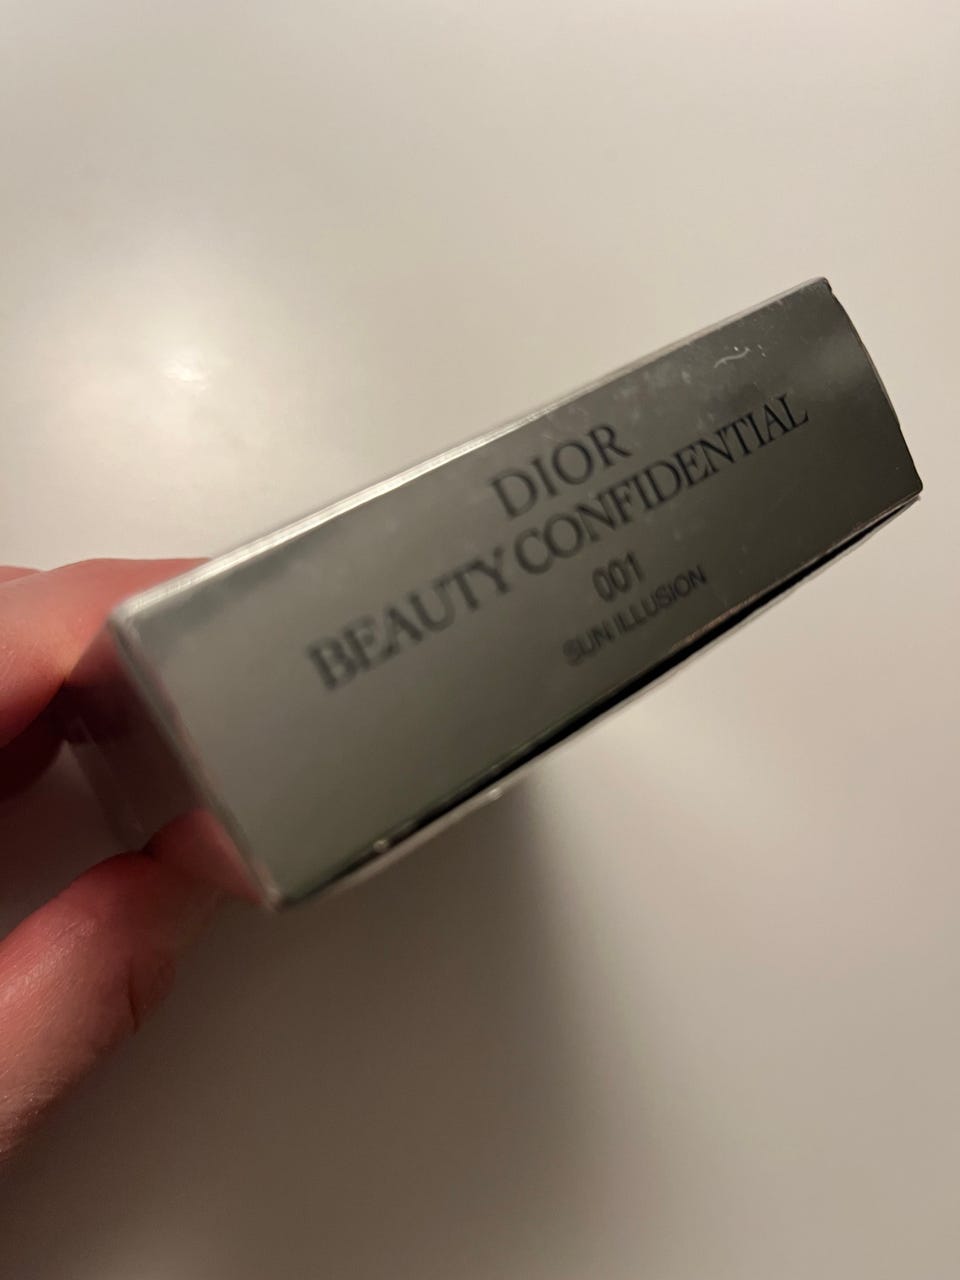 DIOR
BEAUTY CONFIDENTIAL
001
SUN ILLUSION